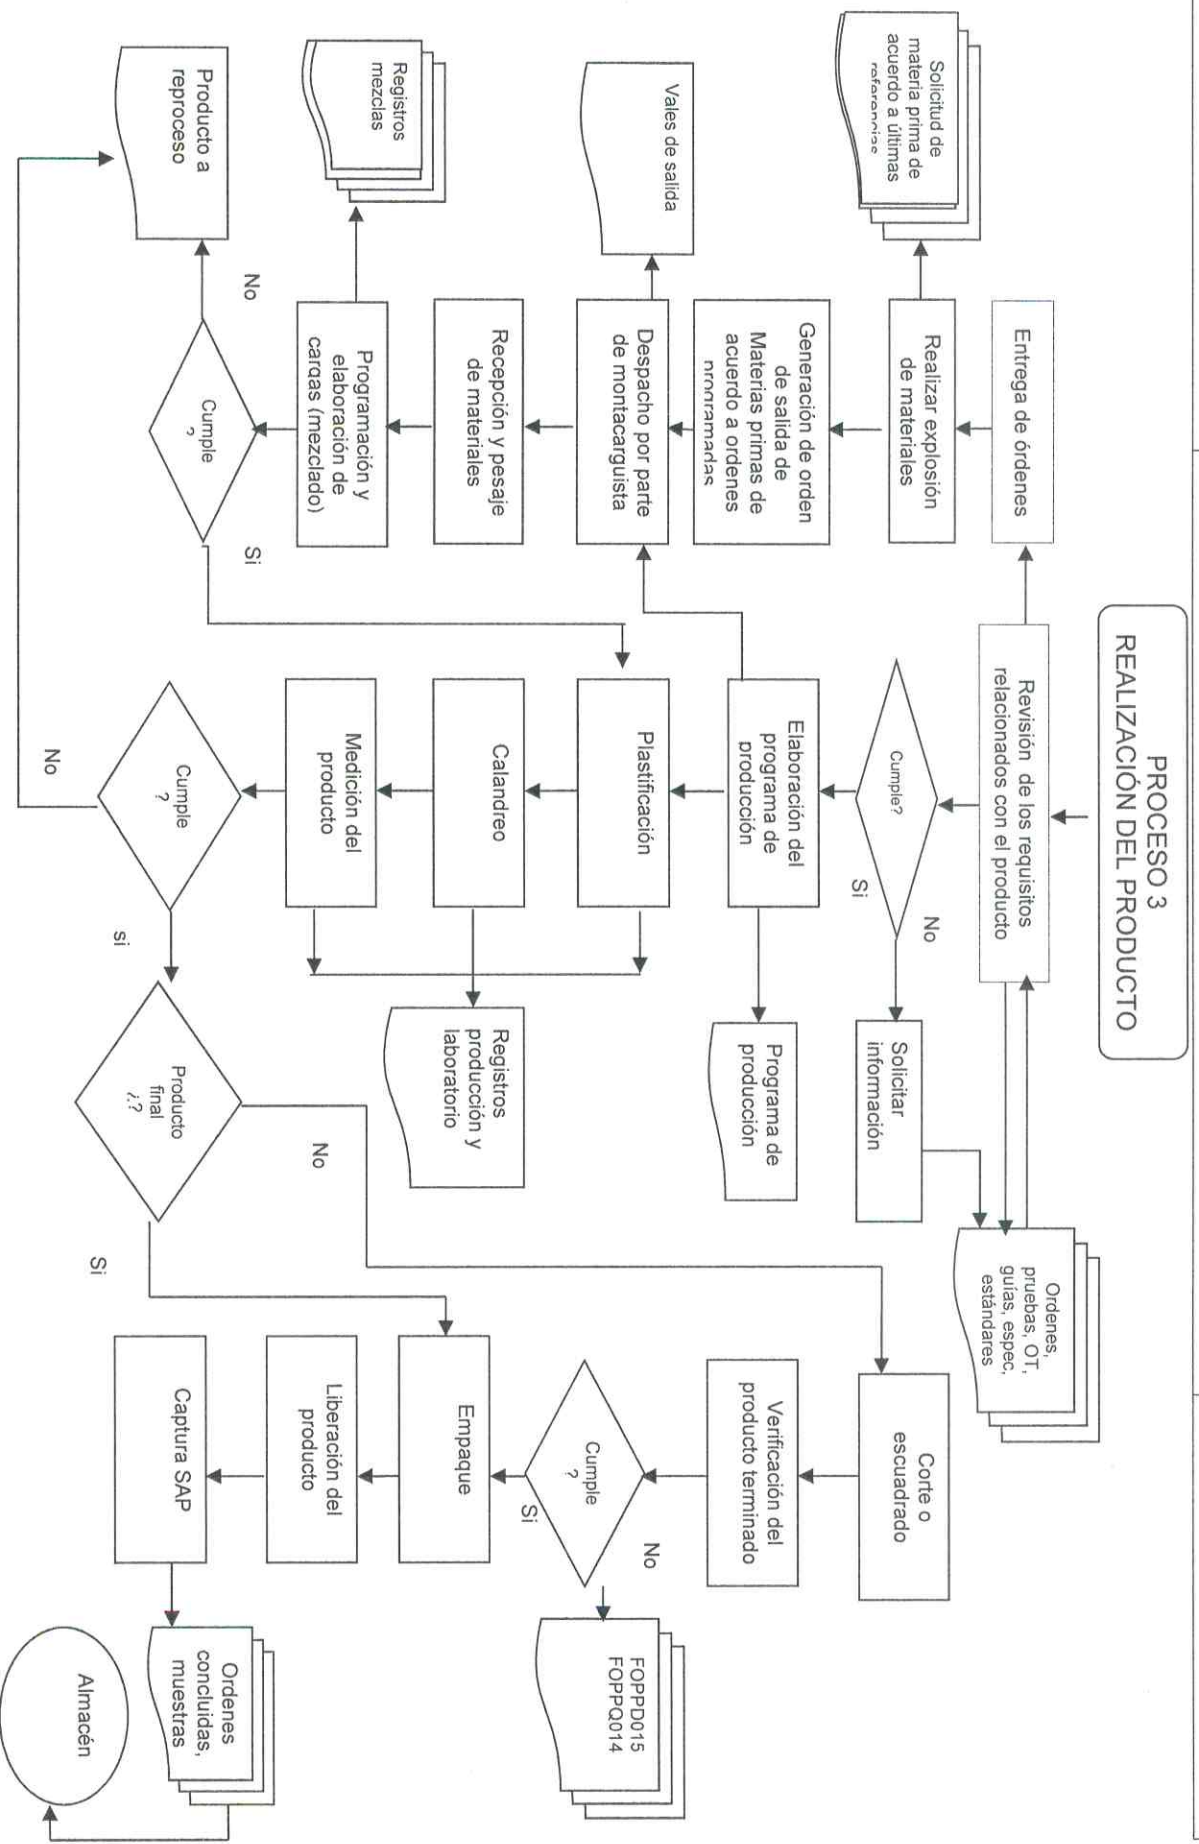 PROCESO 3
REALIZACIÓN DEL PRODUCTO
Revisión de los requisitos
relacionados con el producto
Entrega de órdenes
Realizar explosión
de materiales
Solicitud de
materia prima de
acuerdo a últimas
referencias
Generación de orden
de salida de
Materias primas de
acuerdo a ordenes
programadas
Despacho por parte
de montacarguista
Vales de salida
Recepción y pesaje
de materiales
Programación y
elaboración de
cargas (mezclado)
Registros
mezclas
Cumple
?
No
Si
Producto a
reproceso
Cumple?
No
Si
Solicitar
información
Ordenes,
pruebas, OT,
guías, espec,
estándares
Elaboración del
programa de
producción
Programa de
producción
Plastificación
Calandreo
Medición del
producto
Registros
producción y
laboratorio
Cumple
?
No
si
Producto
final
¿?
No
Si
Corte o
escuadrado
Verificación del
producto terminado
Cumple
?
No
Si
FOPPD015
FOPPQ014
Empaque
Liberación del
producto
Captura SAP
Ordenes
concluidas,
muestras
Almacén